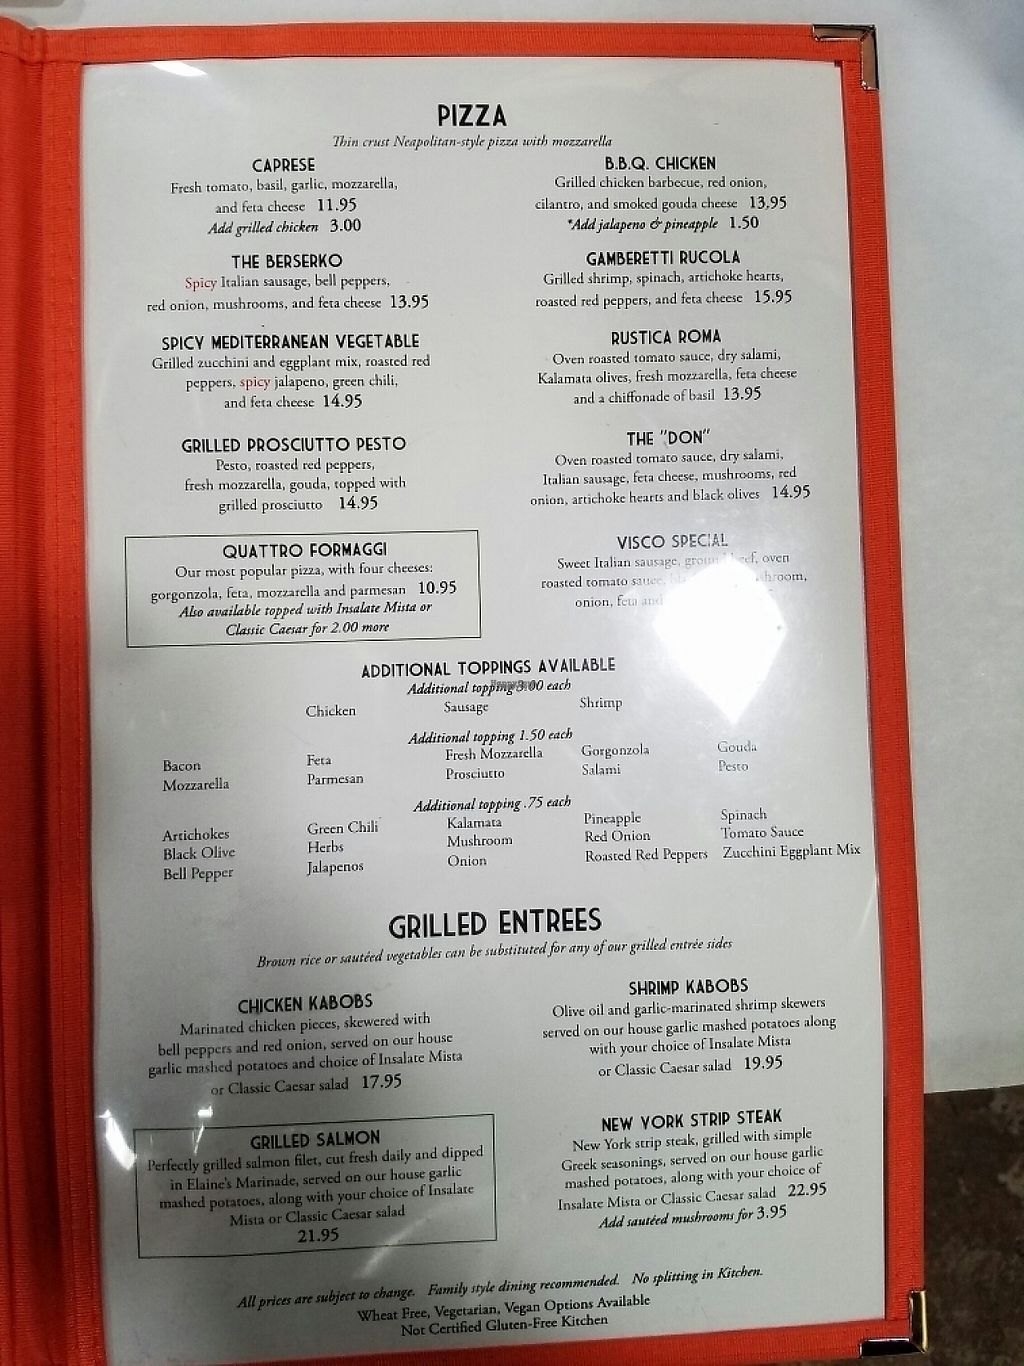 PIZZA
Thin crust Neapolitan-style pizza with mozzarella
CAPRESE
Fresh tomato, basil, garlic, mozzarella,
and feta cheese 11.95
Add grilled chicken 3.00
THE BERSERKO
Spicy Italian sausage, bell peppers,
red onion, mushrooms, and feta cheese 13.95
SPICY MEDITERRANEAN VEGETABLE
Grilled zucchini and eggplant mix, roasted red
peppers, spicy jalapeno, green chili,
and feta cheese 14.95
GRILLED PROSCIUTTO PESTO
Pesto, roasted red peppers,
fresh mozzarella, gouda, topped with
grilled prosciutto 14.95
QUATTRO FORMAGGI
Our most popular pizza, with four cheeses:
gorgonzola, feta, mozzarella and parmesan 10.95
Also available topped with Insalate Mista or
Classic Caesar for 2.00 more
B.B.Q. CHICKEN
Grilled chicken barbecue, red onion,
cilantro, and smoked gouda cheese 13.95
*Add jalapeno & pineapple 1.50
GAMBERETTI RUCOLA
Grilled shrimp, spinach, artichoke hearts,
roasted red peppers, and feta cheese 15.95
RUSTICA ROMA
Oven roasted tomato sauce, dry salami,
Kalamata olives, fresh mozzarella, feta cheese
and a chiffonade of basil 13.95
THE "DON"
Oven roasted tomato sauce, dry salami,
Italian sausage, feta cheese, mushrooms, red
onion, artichoke hearts and black olives 14.95
VISCO SPECIAL
Sweet Italian sausage, ground beef, oven
roasted tomato sauce,
onion, feta and
ADDITIONAL TOPPINGS AVAILABLE
Additional topping 3.00 each
Chicken Sausage Shrimp
Additional topping 1.50 each
Bacon Feta Fresh Mozzarella Gorgonzola Gouda
Mozzarella Parmesan Prosciutto Salami Pesto
Additional topping .75 each
Artichokes Green Chili Kalamata Pineapple Spinach
Black Olive Herbs Mushroom Red Onion Tomato Sauce
Bell Pepper Jalapenos Onion Roasted Red Peppers Zucchini Eggplant Mix
GRILLED ENTREES
Brown rice or sautéed vegetables can be substituted for any of our grilled entrée sides
CHICKEN KABOBS
Marinated chicken pieces, skewered with
bell peppers and red onion, served on our house
garlic mashed potatoes and choice of Insalate Mista
or Classic Caesar salad 17.95
GRILLED SALMON
Perfectly grilled salmon filet, cut fresh daily and dipped
in Elaine's Marinade, served on our house garlic
mashed potatoes, along with your choice of Insalate
Mista or Classic Caesar salad
21.95
SHRIMP KABOBS
Olive oil and garlic-marinated shrimp skewers
served on our house garlic mashed potatoes along
with your choice of Insalate Mista
or Classic Caesar salad 19.95
NEW YORK STRIP STEAK
New York strip steak, grilled with simple
Greek seasonings, served on our house garlic
mashed potatoes, along with your choice of
Insalate Mista or Classic Caesar salad 22.95
Add sautéed mushrooms for 3.95
All prices are subject to change. Family style dining recommended. No splitting in Kitchen.
Wheat Free, Vegetarian, Vegan Options Available
Not Certified Gluten-Free Kitchen